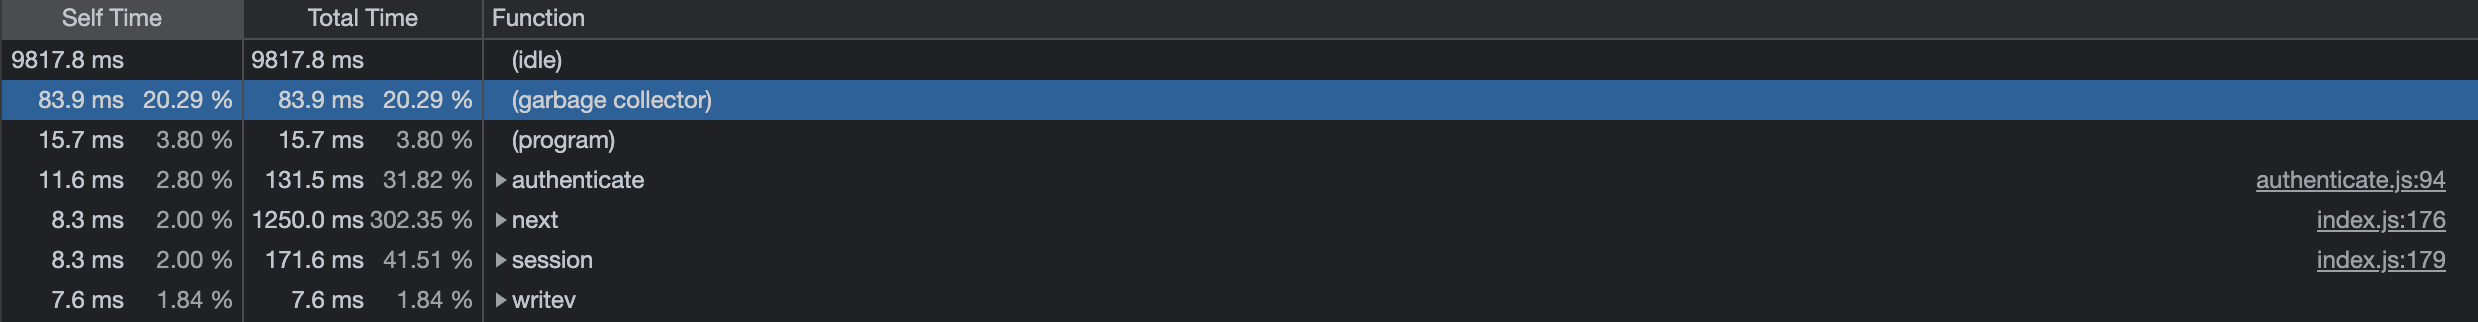 Self Time Total Time Function
9817.8 ms 9817.8 ms (idle)
83.9 ms 20.29 % 83.9 ms 20.29 % (garbage collector)
15.7 ms 3.80 % 15.7 ms 3.80 % (program)
11.6 ms 2.80 % 131.5 ms 31.82 % authenticate authenticate.js:94
8.3 ms 2.00 % 1250.0 ms 302.35 % next index.js:176
8.3 ms 2.00 % 171.6 ms 41.51 % session index.js:179
7.6 ms 1.84 % 7.6 ms 1.84 % writev